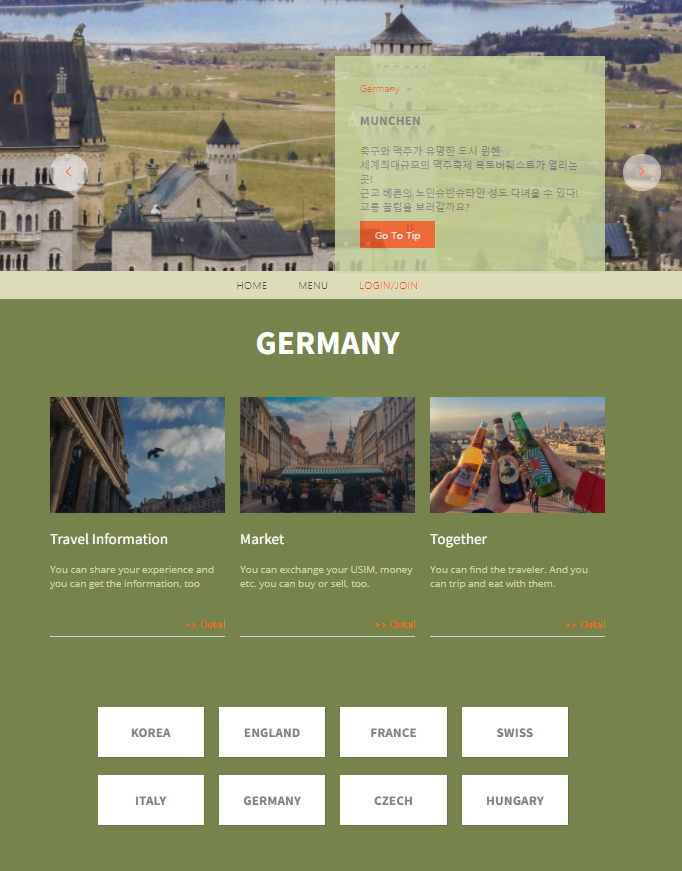 Germany
MUNCHEN
축구와 맥주가 유명한 도시 뮌헨
세계최대규모의 맥주축제 옥토버훼스트가 열리는
곳!
근교 베른의 노인슈반슈타인 성도 다녀올 수 있다!
교통 꿀팁을 보러갈까요?
Go To Tip
HOME MENU LOGIN/JOIN
GERMANY
Travel Information Market Together
You can share your experience and You can exchange your USIM, money You can find the traveler. And you
you can get the information, too etc. you can buy or sell, too. can trip and eat with them.
>> Detail >> Detail >> Detail
KOREA ENGLAND FRANCE SWISS
ITALY GERMANY CZECH HUNGARY